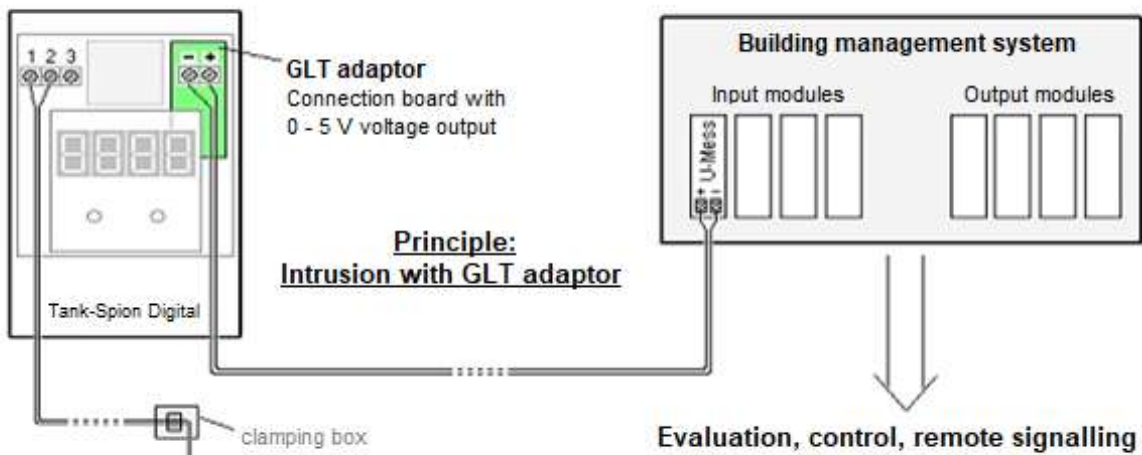 1 2 3
- +
GLT adaptor
Connection board with
0 - 5 V voltage output
Building management system
Input modules
Output modules
+ - U-Mess
Principle:
Intrusion with GLT adaptor
Tank-Spion Digital
clamping box
Evaluation, control, remote signalling